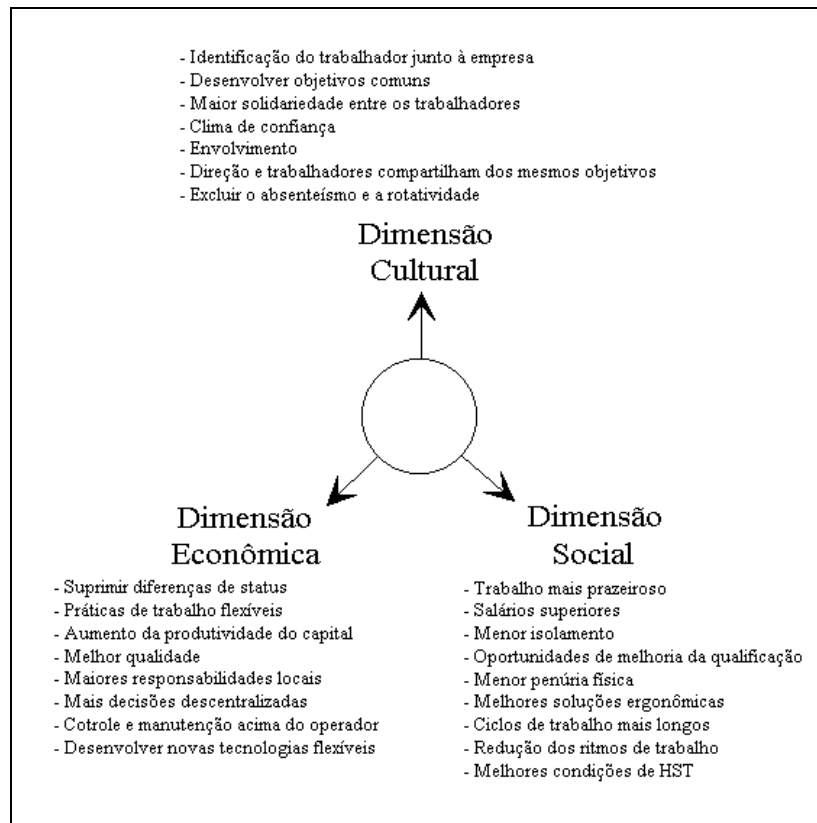 - Identificação do trabalhador junto à empresa
- Desenvolver objetivos comuns
- Maior solidariedade entre os trabalhadores
- Clima de confiança
- Envolvimento
- Direção e trabalhadores compartilham dos mesmos objetivos
- Excluir o absenteísmo e a rotatividade
Dimensão
Cultural
Dimensão
Econômica
- Suprimir diferenças de status
- Práticas de trabalho flexíveis
- Aumento da produtividade do capital
- Melhor qualidade
- Maiores responsabilidades locais
- Mais decisões descentralizadas
- Cotrole e manutenção acima do operador
- Desenvolver novas tecnologias flexíveis
Dimensão
Social
- Trabalho mais prazeiroso
- Salários superiores
- Menor isolamento
- Oportunidades de melhoria da qualificação
- Menor penúria física
- Melhores soluções ergonômicas
- Ciclos de trabalho mais longos
- Redução dos ritmos de trabalho
- Melhores condições de HST